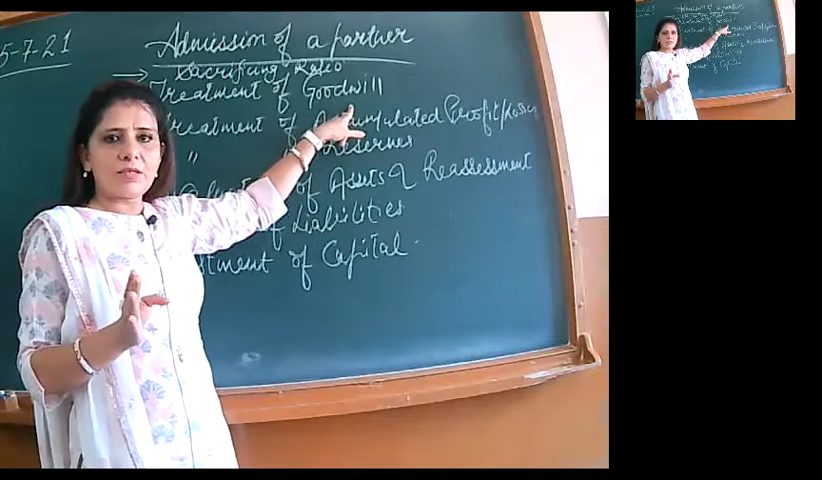 5-7-21
Admission of a partner
→ Sacrificing Ratio
Treatment of Goodwill
Treatment of Accumulated Profit/Losses
" Reserves
of Assets & Reassessment
of Liabilities
of Capital.